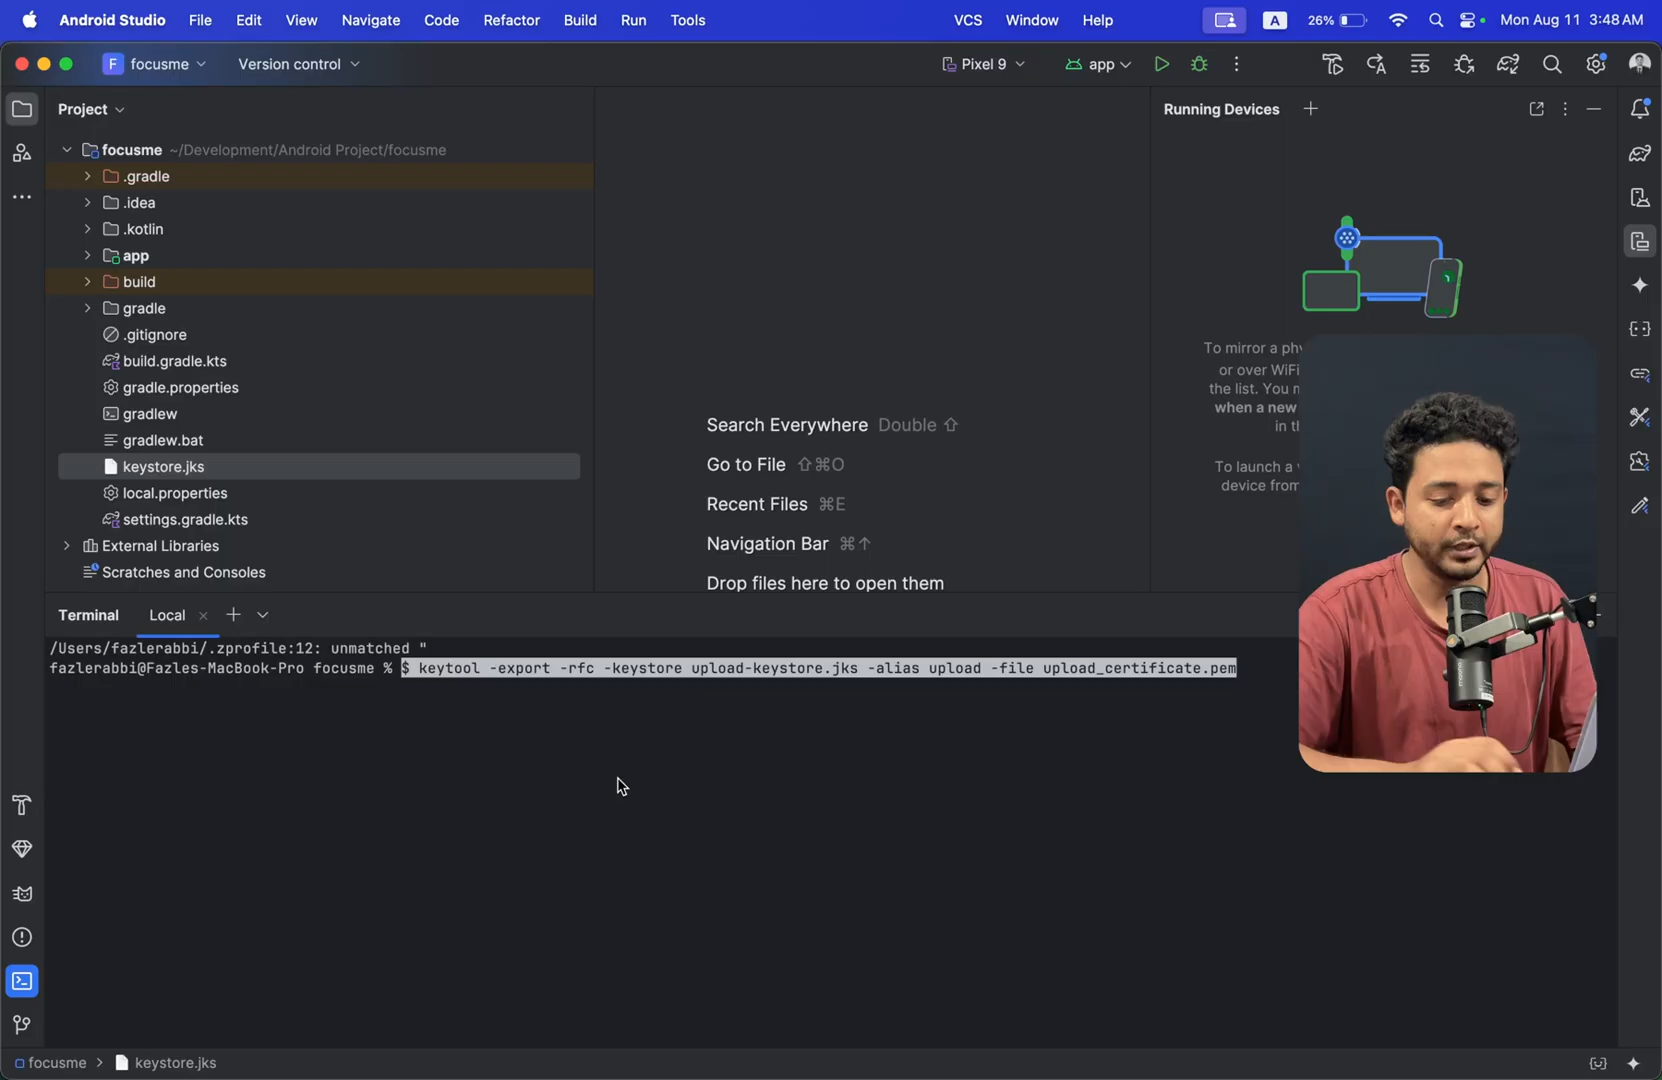 Android Studio File Edit View Navigate Code Refactor Build Run Tools VCS Window Help A 26% Mon Aug 11 3:48 AM
F focusme Version control Pixel 9 app
Project
Running Devices
focusme ~/Development/Android Project/focusme
.gradle
.idea
.kotlin
app
build
gradle
.gitignore
build.gradle.kts
gradle.properties
gradlew
gradlew.bat
keystore.jks
local.properties
settings.gradle.kts
External Libraries
Scratches and Consoles
Search Everywhere Double ⇧
Go to File ⇧⌘O
Recent Files ⌘E
Navigation Bar ⌘↑
Drop files here to open them
To mirror a
or over WiFi
the list. You
when a new
in
To launch a
device from
Terminal Local
/Users/fazlerabbi/.zprofile:12: unmatched "
fazlerabbi@Fazles-MacBook-Pro focusme % $ keytool -export -rfc -keystore upload-keystore.jks -alias upload -file upload_certificate.pem
focusme > keystore.jks